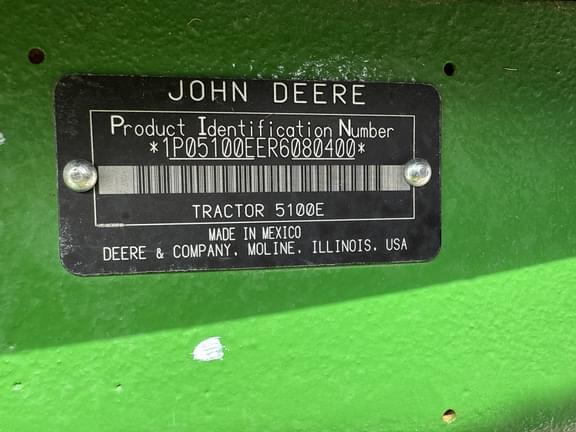 JOHN DEERE
Product Identification Number
*1P05100EER6080400*
TRACTOR 5100E
MADE IN MEXICO
DEERE & COMPANY. MOLINE. ILLINOIS. USA